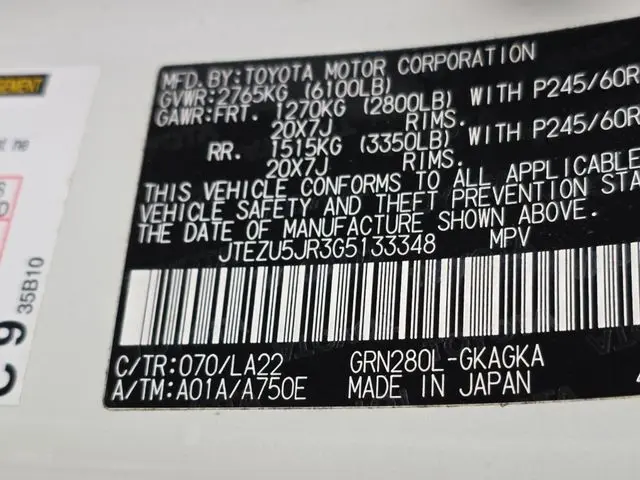 MFD.BY:TOYOTA MOTOR CORPORATION
GVWR:2765KG (6100LB)
GAWR:FRT. 1270KG (2800LB) WITH P245/60R
20X7J RIMS.
RR. 1515KG (3350LB) WITH P245/60R
20X7J RIMS.
THIS VEHICLE CONFORMS TO ALL APPLICABLE
VEHICLE SAFETY AND THEFT PREVENTION STA
DATE OF MANUFACTURE SHOWN ABOVE.
JTEZU5JR3G5133348 MPV
C/TR:070/LA22 GRN280L-GKAGKA
A/TM:A01A/A750E MADE IN JAPAN
C 9
35B10